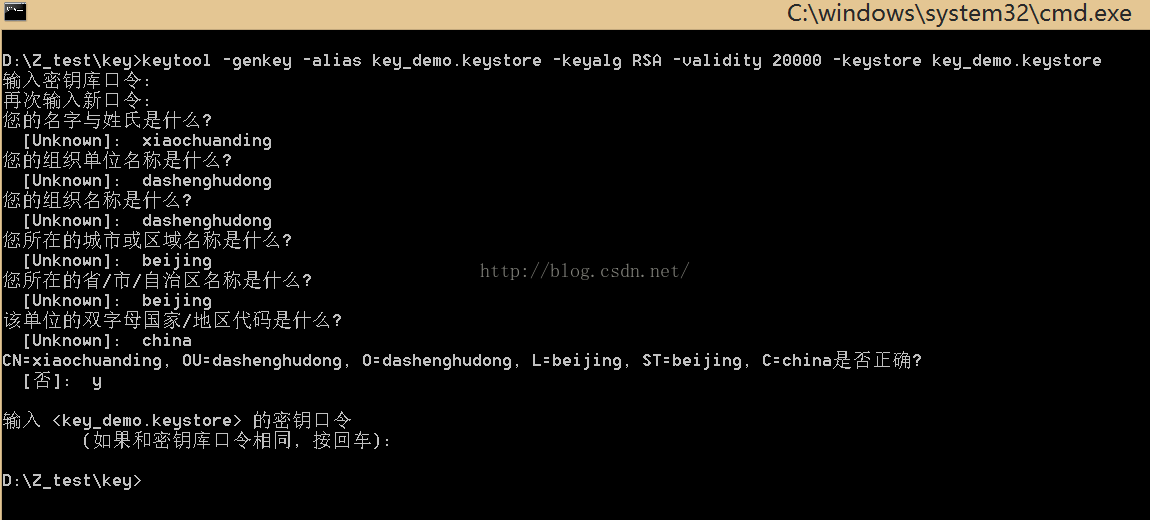 C:\windows\system32\cmd.exe
D:\Z_test\key>keytool -genkey -alias key_demo.keystore -keyalg RSA -validity 20000 -keystore key_demo.keystore
输入密钥库口令:
再次输入新口令:
您的名字与姓氏是什么?
[Unknown]: xiaochuanding
您的组织单位名称是什么?
[Unknown]: dashenghudong
您的组织名称是什么?
[Unknown]: dashenghudong
您所在的城市或区域名称是什么?
[Unknown]: beijing
http://blog.csdn.net/
您所在的省/市/自治区名称是什么?
[Unknown]: beijing
该单位的双字母国家/地区代码是什么?
[Unknown]: china
CN=xiaochuanding, OU=dashenghudong, O=dashenghudong, L=beijing, ST=beijing, C=china是否正确?
[否]: y
输入 <key_demo.keystore> 的密钥口令
(如果和密钥库口令相同, 按回车):
D:\Z_test\key>